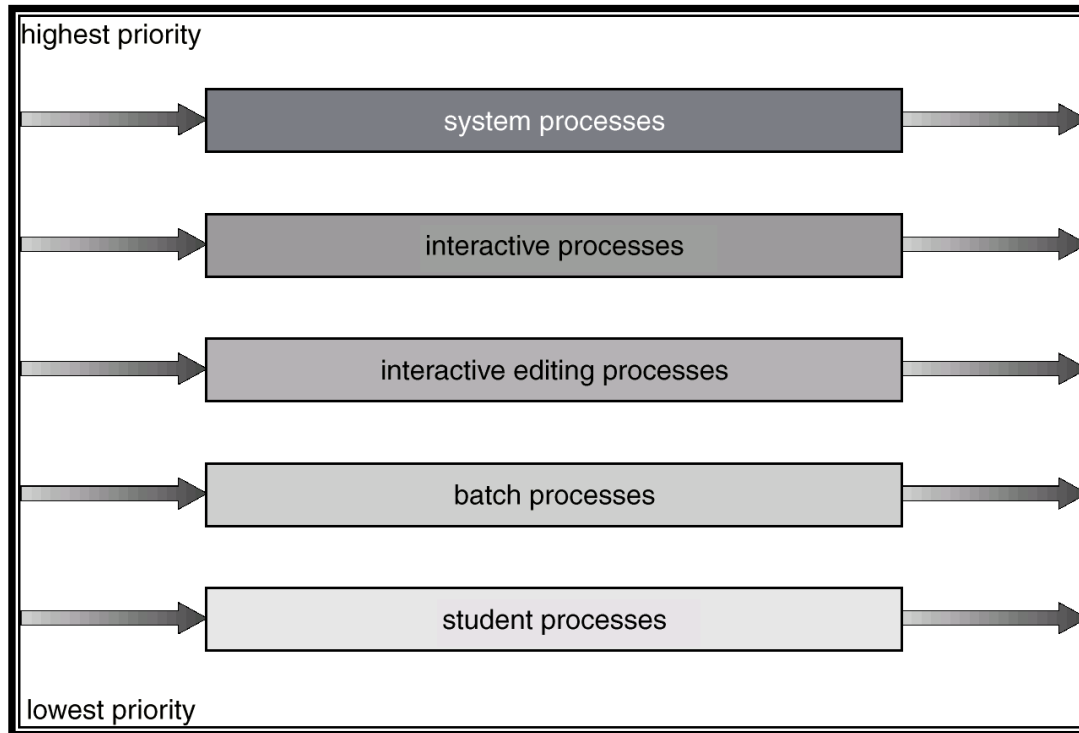 highest priority
system processes
interactive processes
interactive editing processes
batch processes
student processes
lowest priority